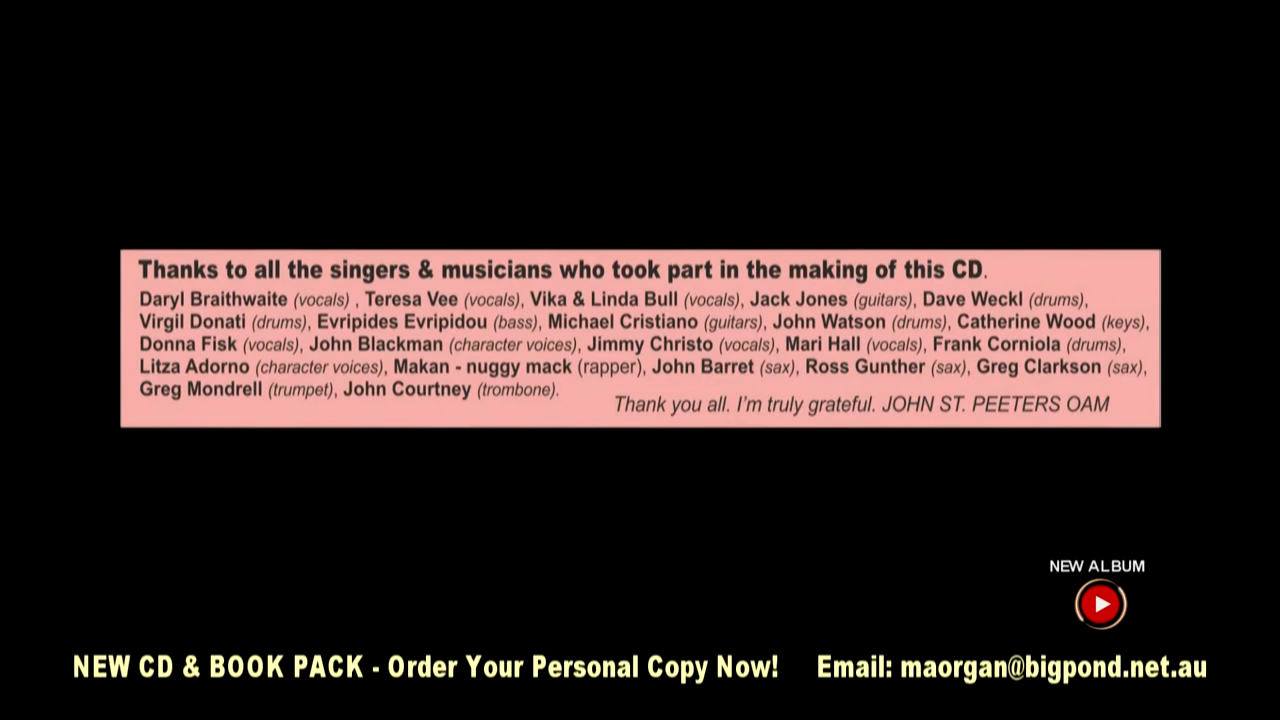 Thanks to all the singers & musicians who took part in the making of this CD.
Daryl Braithwaite (vocals) , Teresa Vee (vocals), Vika & Linda Bull (vocals), Jack Jones (guitars), Dave Weckl (drums),
Virgil Donati (drums), Evripides Evripidou (bass), Michael Cristiano (guitars), John Watson (drums), Catherine Wood (keys),
Donna Fisk (vocals), John Blackman (character voices), Jimmy Christo (vocals), Mari Hall (vocals), Frank Corniola (drums),
Litza Adorno (character voices), Makan - nuggy mack (rapper), John Barret (sax), Ross Gunther (sax), Greg Clarkson (sax),
Greg Mondrell (trumpet), John Courtney (trombone).
Thank you all. I'm truly grateful. JOHN ST. PEETERS OAM
NEW ALBUM
NEW CD & BOOK PACK - Order Your Personal Copy Now! Email: maorgan@bigpond.net.au